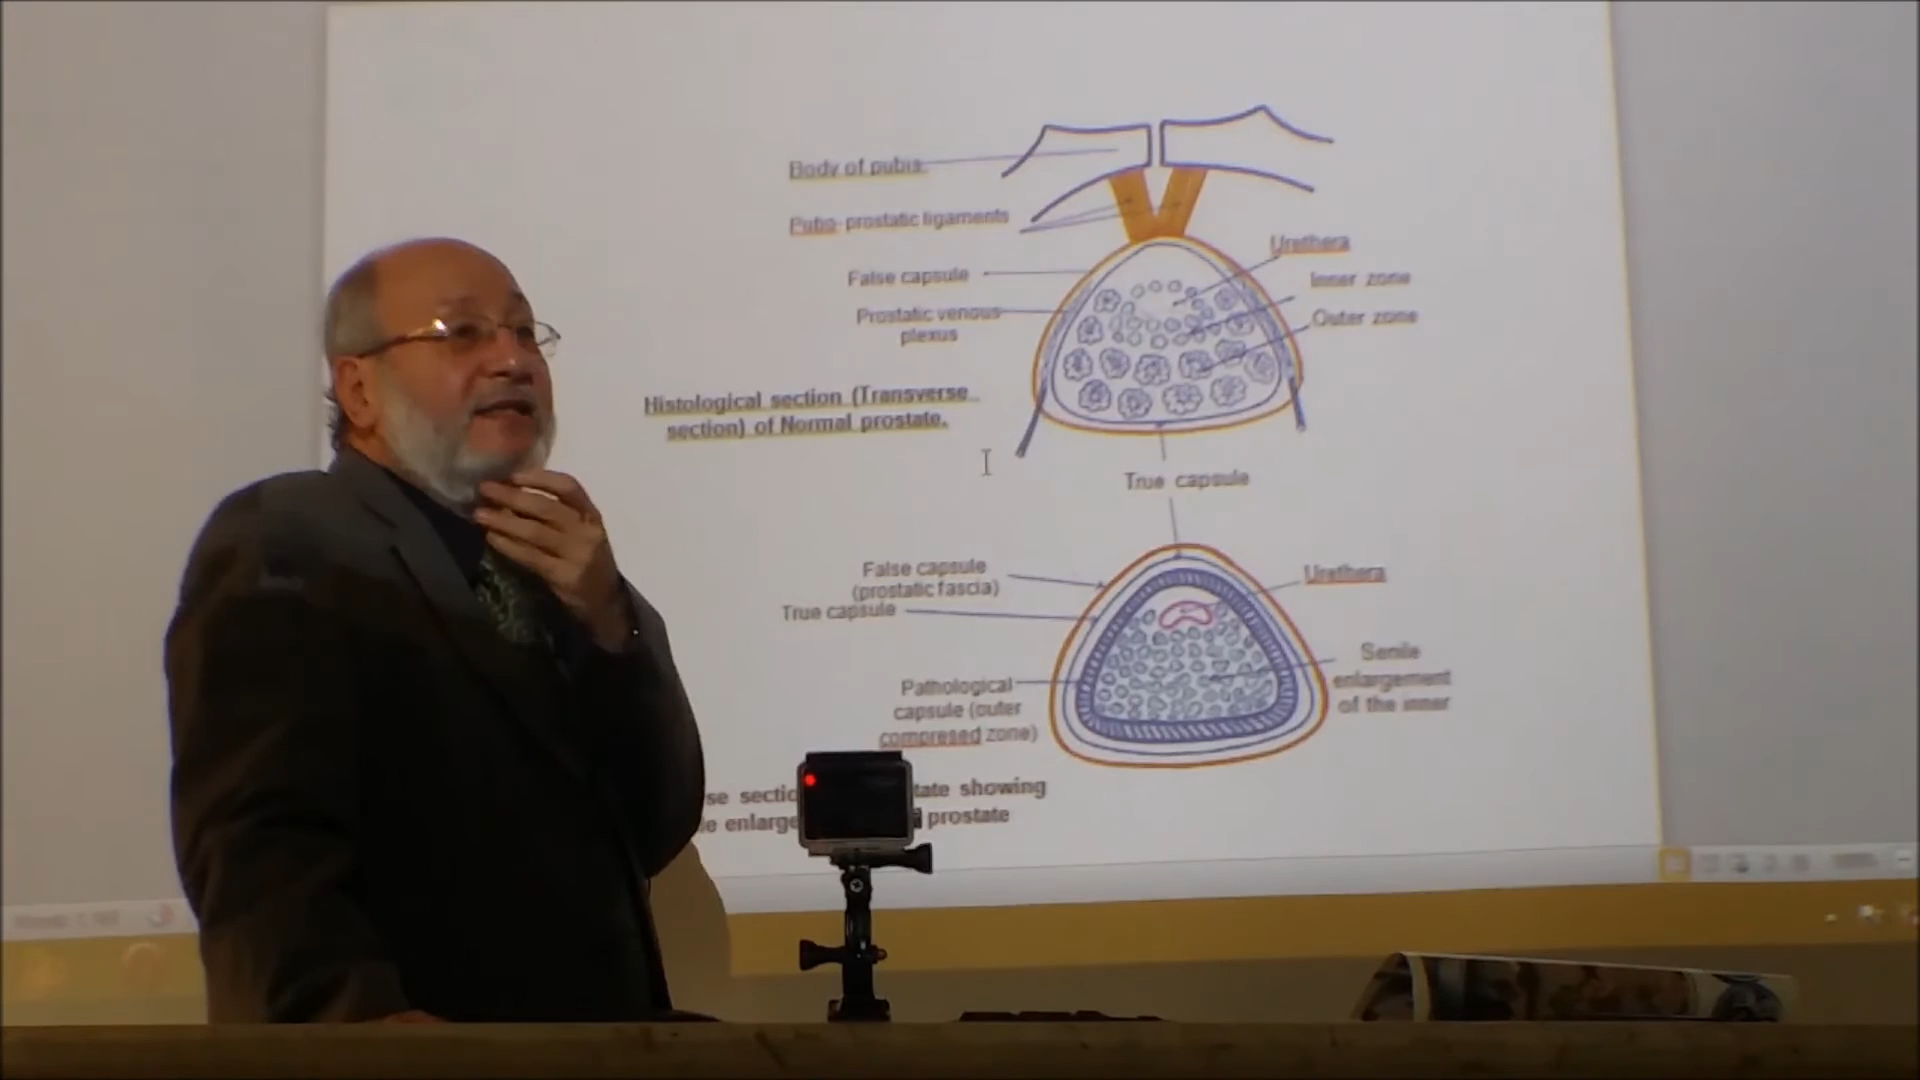 Body of pubis
Pubo- prostatic ligaments
Urethera
False capsule
Inner zone
Prostatic venous
plexus
Outer zone
Histological section (Transverse
section) of Normal prostate.
True capsule
False capsule
(prostatic fascia)
Urethera
True capsule
Senile
enlargement
of the inner
Pathological
capsule (outer
compresed zone)
showing
prostate